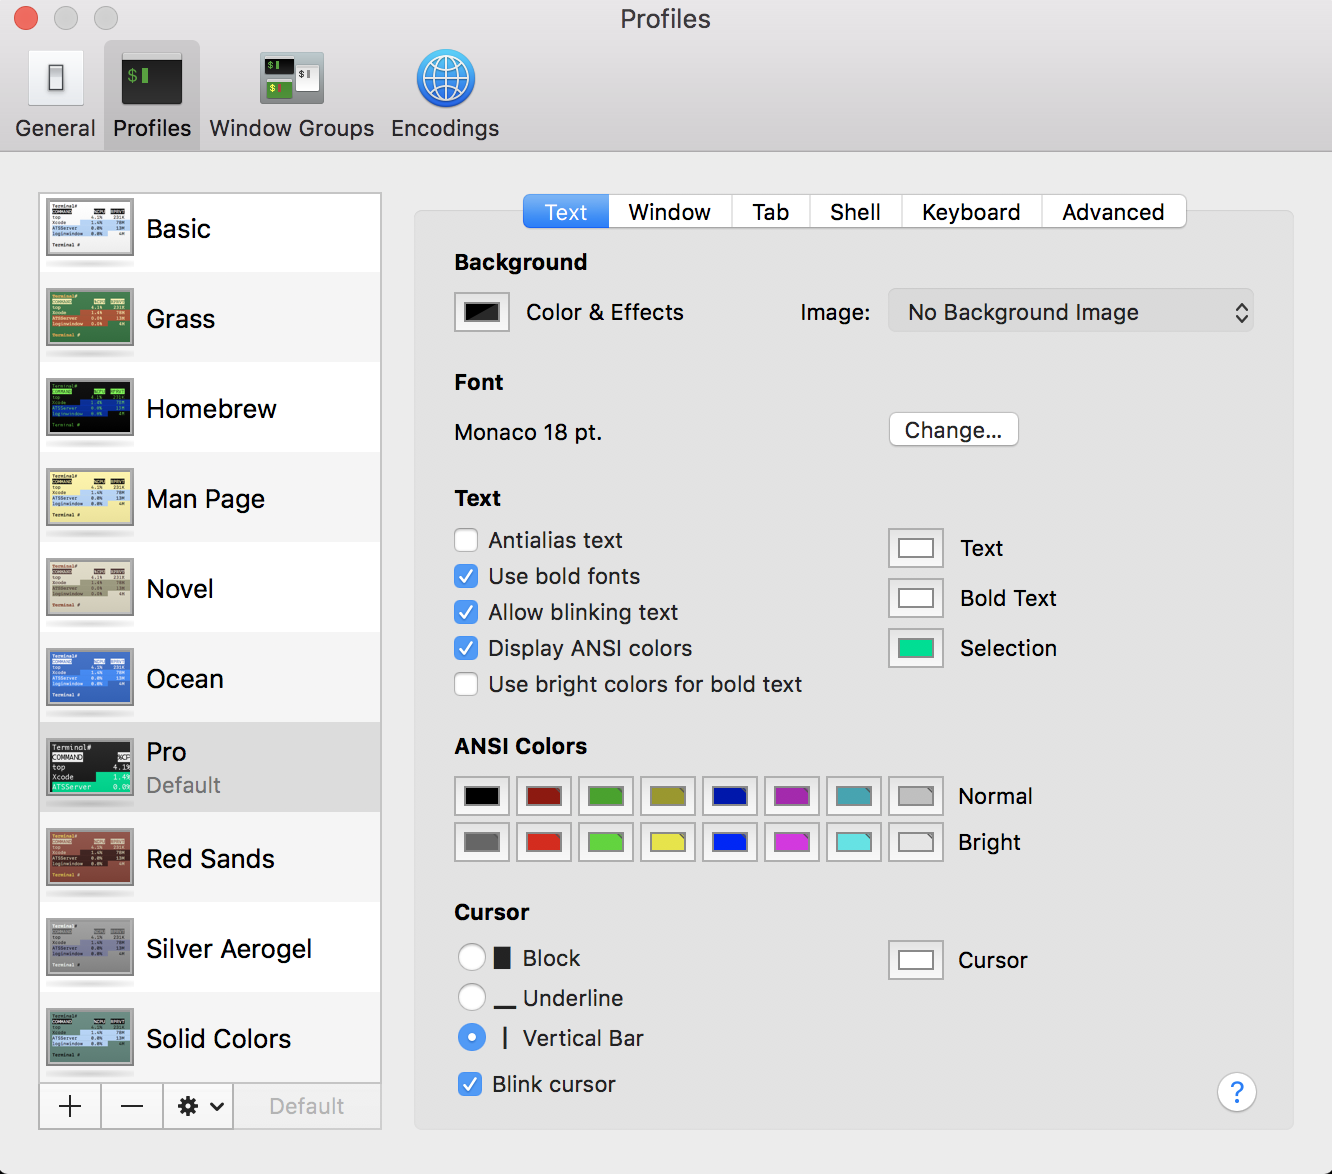 Profiles
General
Profiles
Window Groups
Encodings
Basic
Grass
Homebrew
Man Page
Novel
Ocean
Pro
Default
Red Sands
Silver Aerogel
Solid Colors
Default
Text
Window
Tab
Shell
Keyboard
Advanced
Background
Color & Effects
Image:
No Background Image
Font
Monaco 18 pt.
Change...
Text
Antialias text
Use bold fonts
Allow blinking text
Display ANSI colors
Use bright colors for bold text
Text
Bold Text
Selection
ANSI Colors
Normal
Bright
Cursor
Block
Underline
Vertical Bar
Blink cursor
Cursor
?